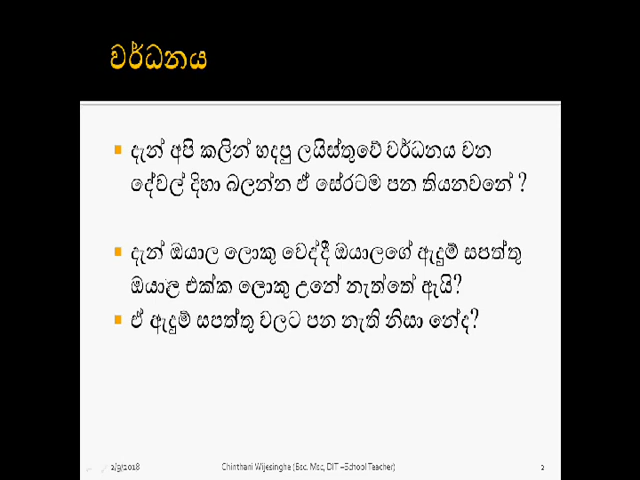 වර්ධනය
දැන් අපි කලින් හදපු ලයිස්තුවේ වර්ධනය වන
දේවල් දිහා බලන්න ඒ සේරටම පන තියනවනේ ?
දැන් ඔයාල ලොකු වෙද්දී ඔයාලගේ ඇඳුම් සපත්තු
ඔයාළ එක්ක ලොකු උනේ නැත්තේ ඇයි?
ඒ ඇඳුම් සපත්තු වලට පන නැති නිසා නේද?
2/9/2018 Chinthani Wijesinghe (Bsc. Msc, DIT –School Teacher) 2